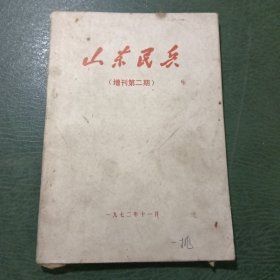 山东民兵
（增刊第二期）
一九七二年十一月